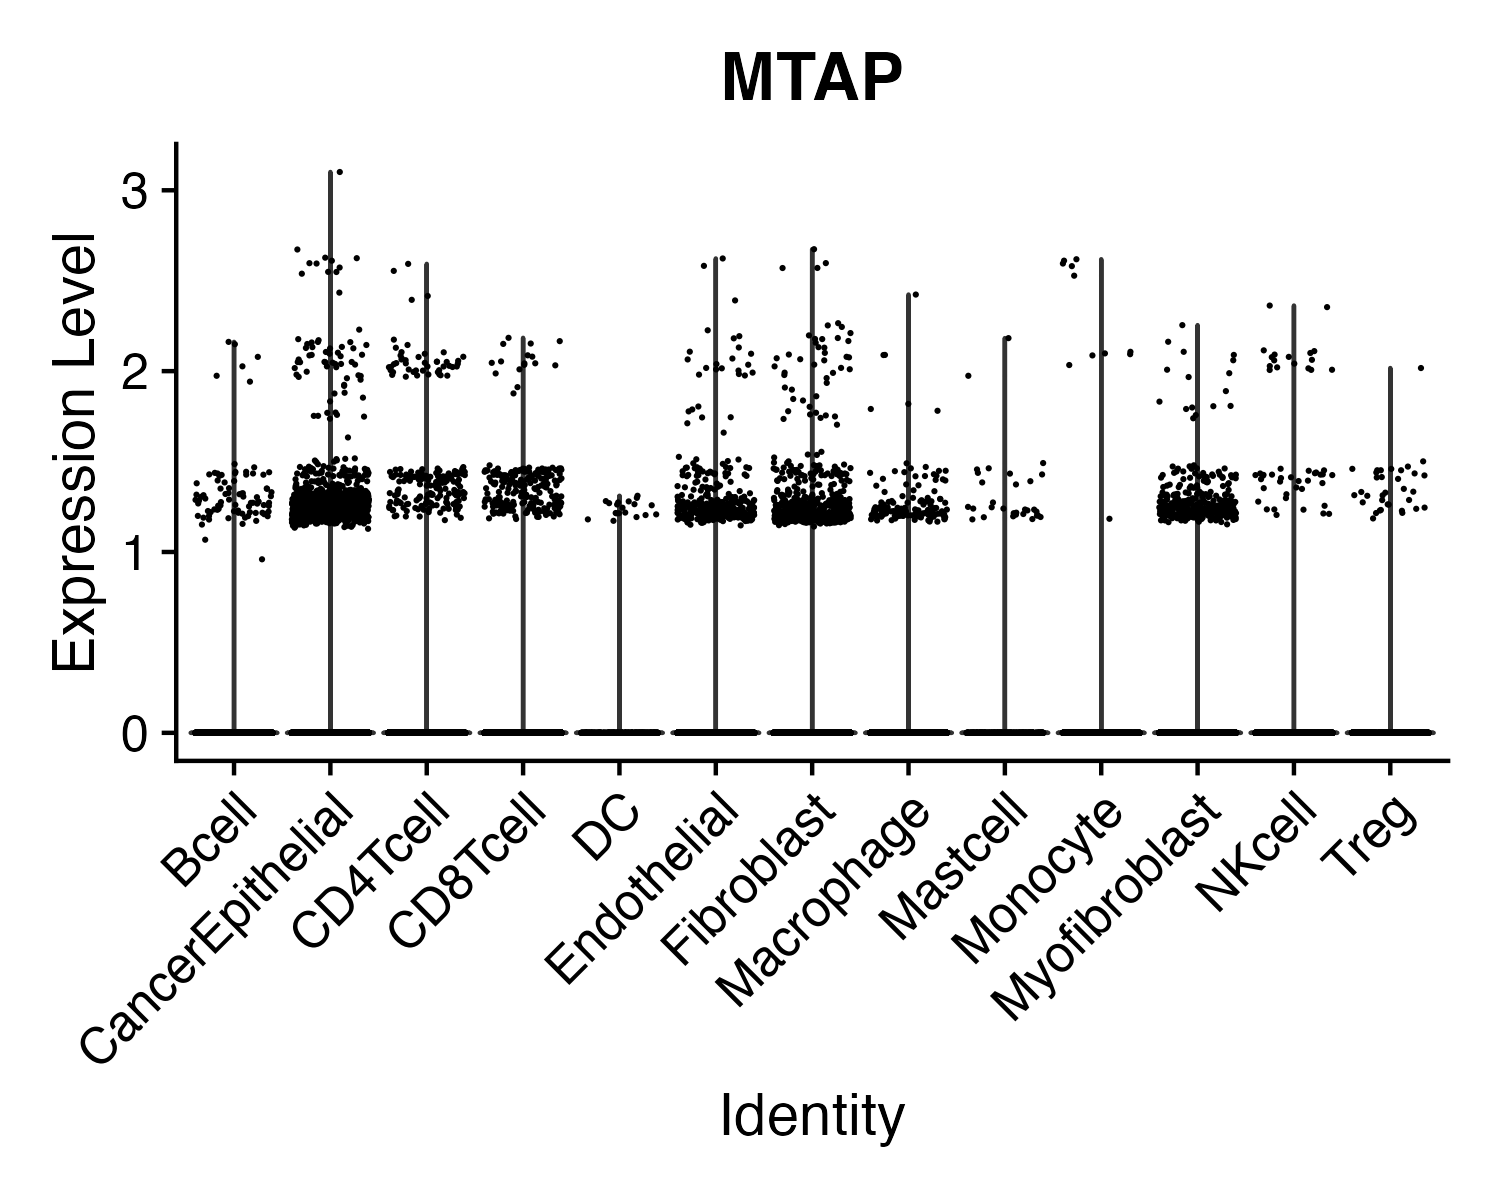 MTAP
Expression Level
3
2
1
0
Bcell
CancerEpithelial
CD4Tcell
CD8Tcell
DC
Endothelial
Fibroblast
Macrophage
Mastcell
Monocyte
Myofibroblast
NKcell
Treg
Identity